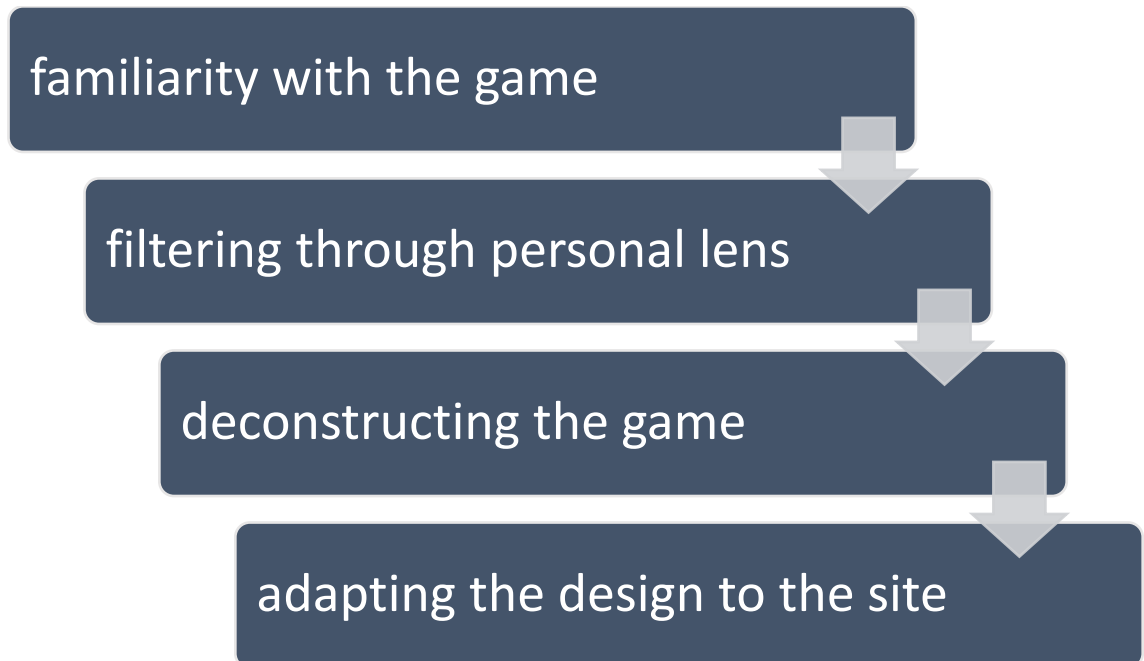 familiarity with the game
filtering through personal lens
deconstructing the game
adapting the design to the site